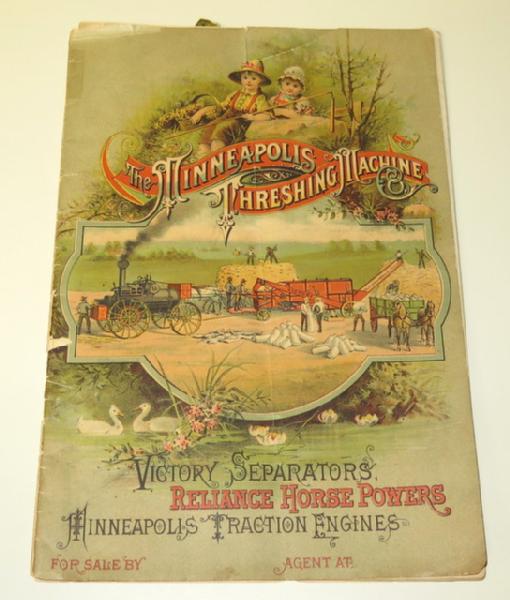 The Minneapolis
Threshing Machine Co
Victory Separators
Reliance Horse Powers
Minneapolis Traction Engines
For Sale By Agent At